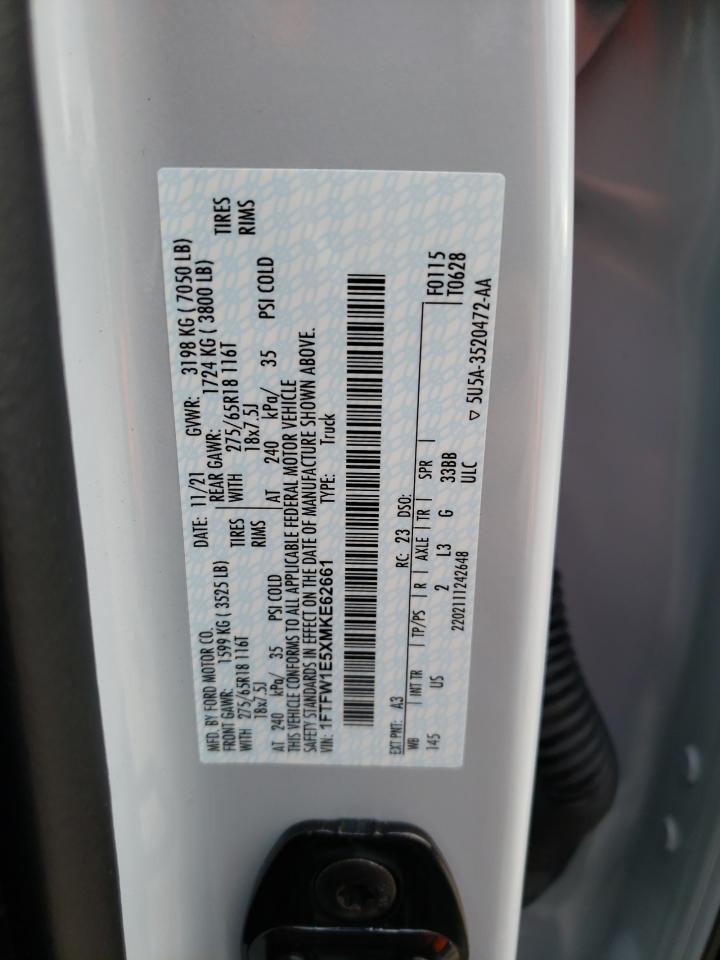 MFD. BY FORD MOTOR CO.
DATE: 11/21 GVWR: 3198 KG ( 7050 LB)
FRONT GAWR: 1599 KG ( 3525 LB) REAR GAWR: 1724 KG ( 3800 LB)
WITH 275/65R18 116T TIRES WITH 275/65R18 116T TIRES
18x7.5J RIMS 18x7.5J RIMS
AT 240 kPa/ 35 PSI COLD AT 240 kPa/ 35 PSI COLD
THIS VEHICLE CONFORMS TO ALL APPLICABLE FEDERAL MOTOR VEHICLE
SAFETY STANDARDS IN EFFECT ON THE DATE OF MANUFACTURE SHOWN ABOVE.
VIN: 1FTFW1E5XMKE62661 TYPE: Truck
EXT PNT: A3 RC: 23 DSO: F0115
WB INT TR TP/PS R AXLE TR SPR T0628
145 US 2 L3 G 33BB
ULC
2202111242648
▽ 5U5A-3520472-AA